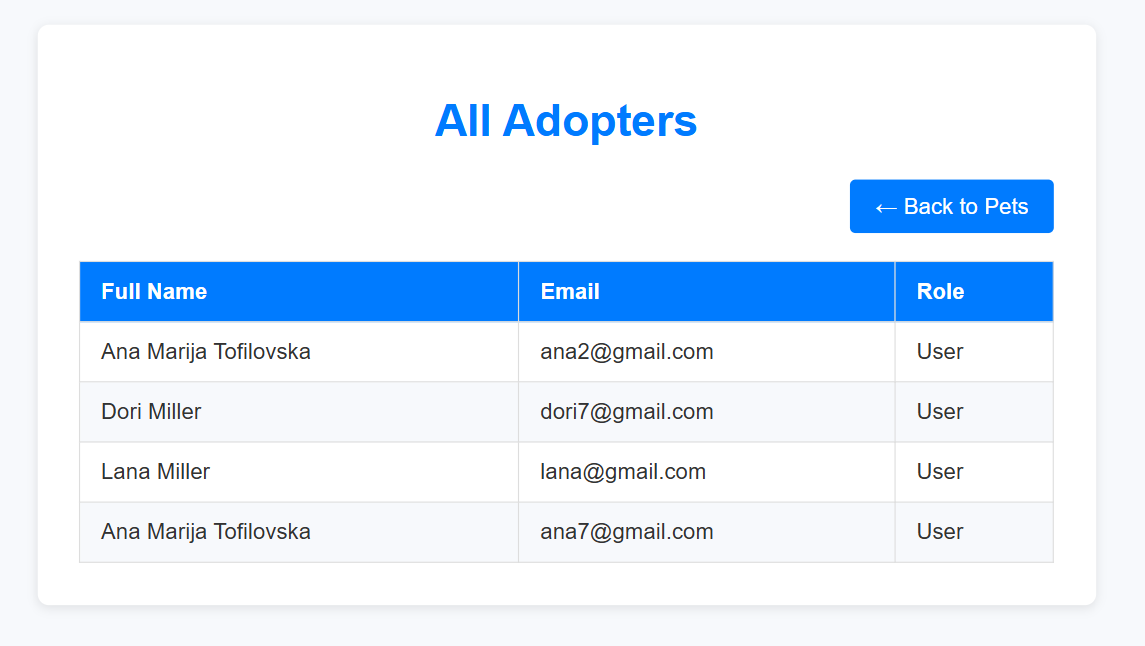 All Adopters
← Back to Pets
Full Name Email Role
Ana Marija Tofilovska ana2@gmail.com User
Dori Miller dori7@gmail.com User
Lana Miller lana@gmail.com User
Ana Marija Tofilovska ana7@gmail.com User